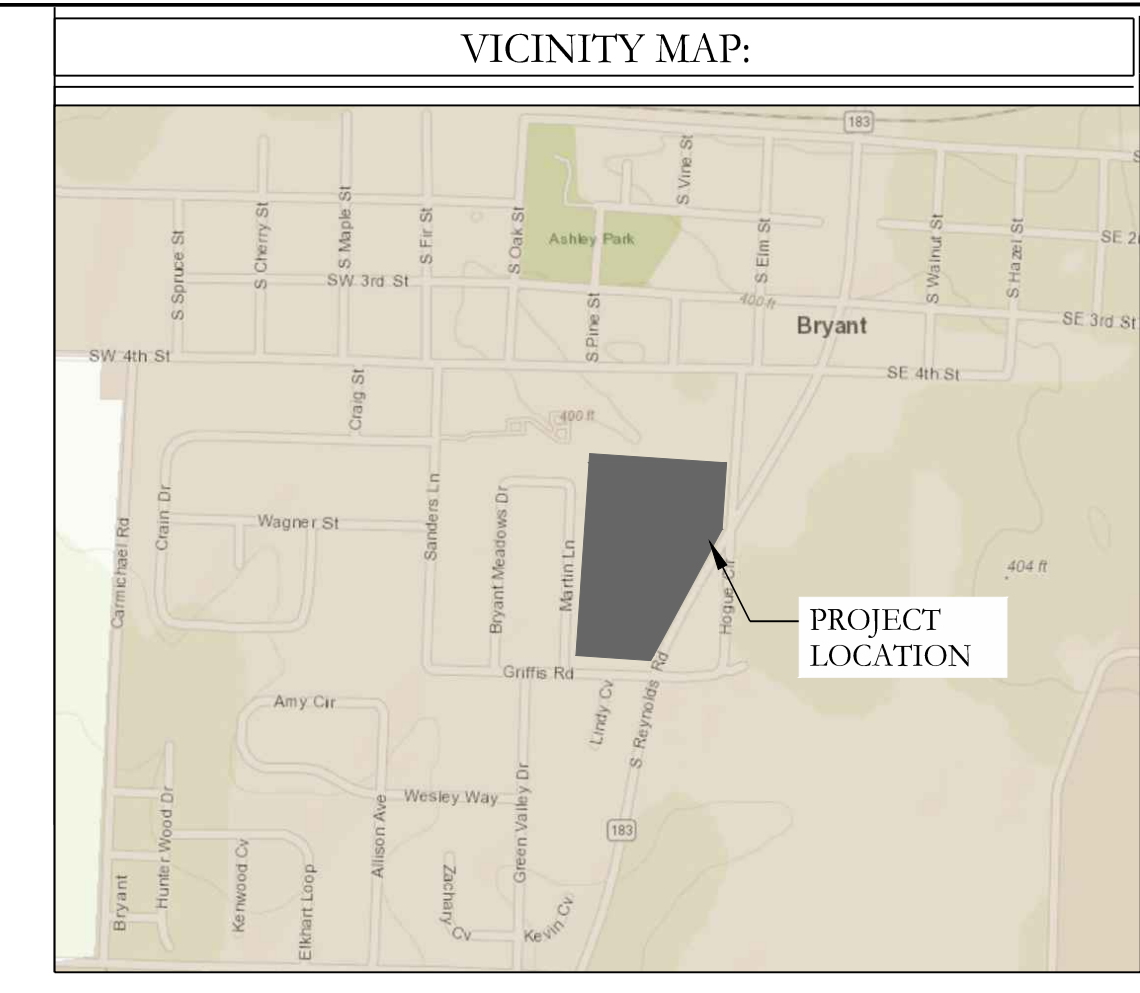 VICINITY MAP:
183
S Vine St
S Cherry St
S Maple St
S Fir St
S Oak St
Ashley Park
S Elm St
S Walnut St
S Hazel St
S Spruce St
SW 3rd St
S Pine St
400 ft
Bryant
SE 3rd St
SW 4th St
SE 4th St
Craig St
400 ft
Carmichael Rd
Crain Dr
Wagner St
Sanders Ln
Bryant Meadows Dr
Martin Ln
Hogue Cir
404 ft
PROJECT
LOCATION
Griffis Rd
Lindy Cv
S Reynolds Rd
Amy Cir
Wesley Way
Green Valley Dr
Allison Ave
183
Hunter Wood Dr
Bryant
Kenwood Cv
Elkhart Loop
Zachary Cv
Kevin Cv